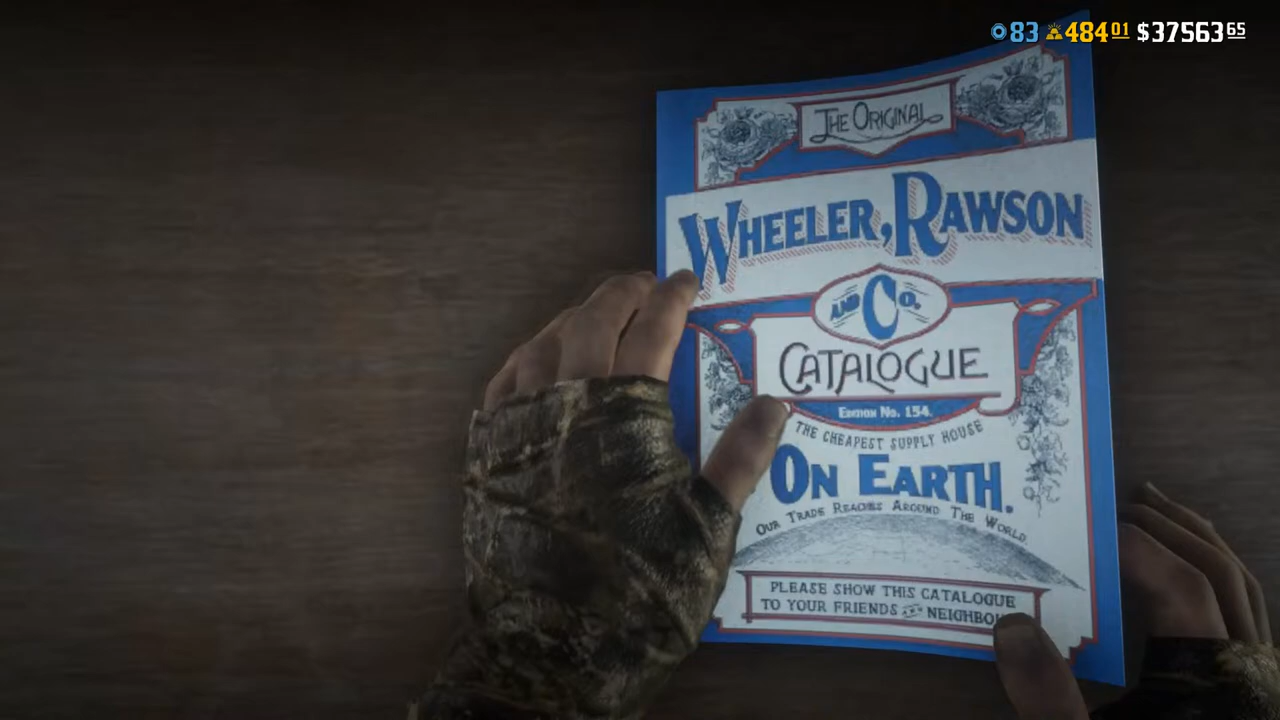 83 484 01 $37563 65
The Original
Wheeler, Rawson
and Co.
Catalogue
Edition No. 154.
The Cheapest Supply House
On Earth.
Our Trade Reaches Around The World
Please show this catalogue
to your friends and